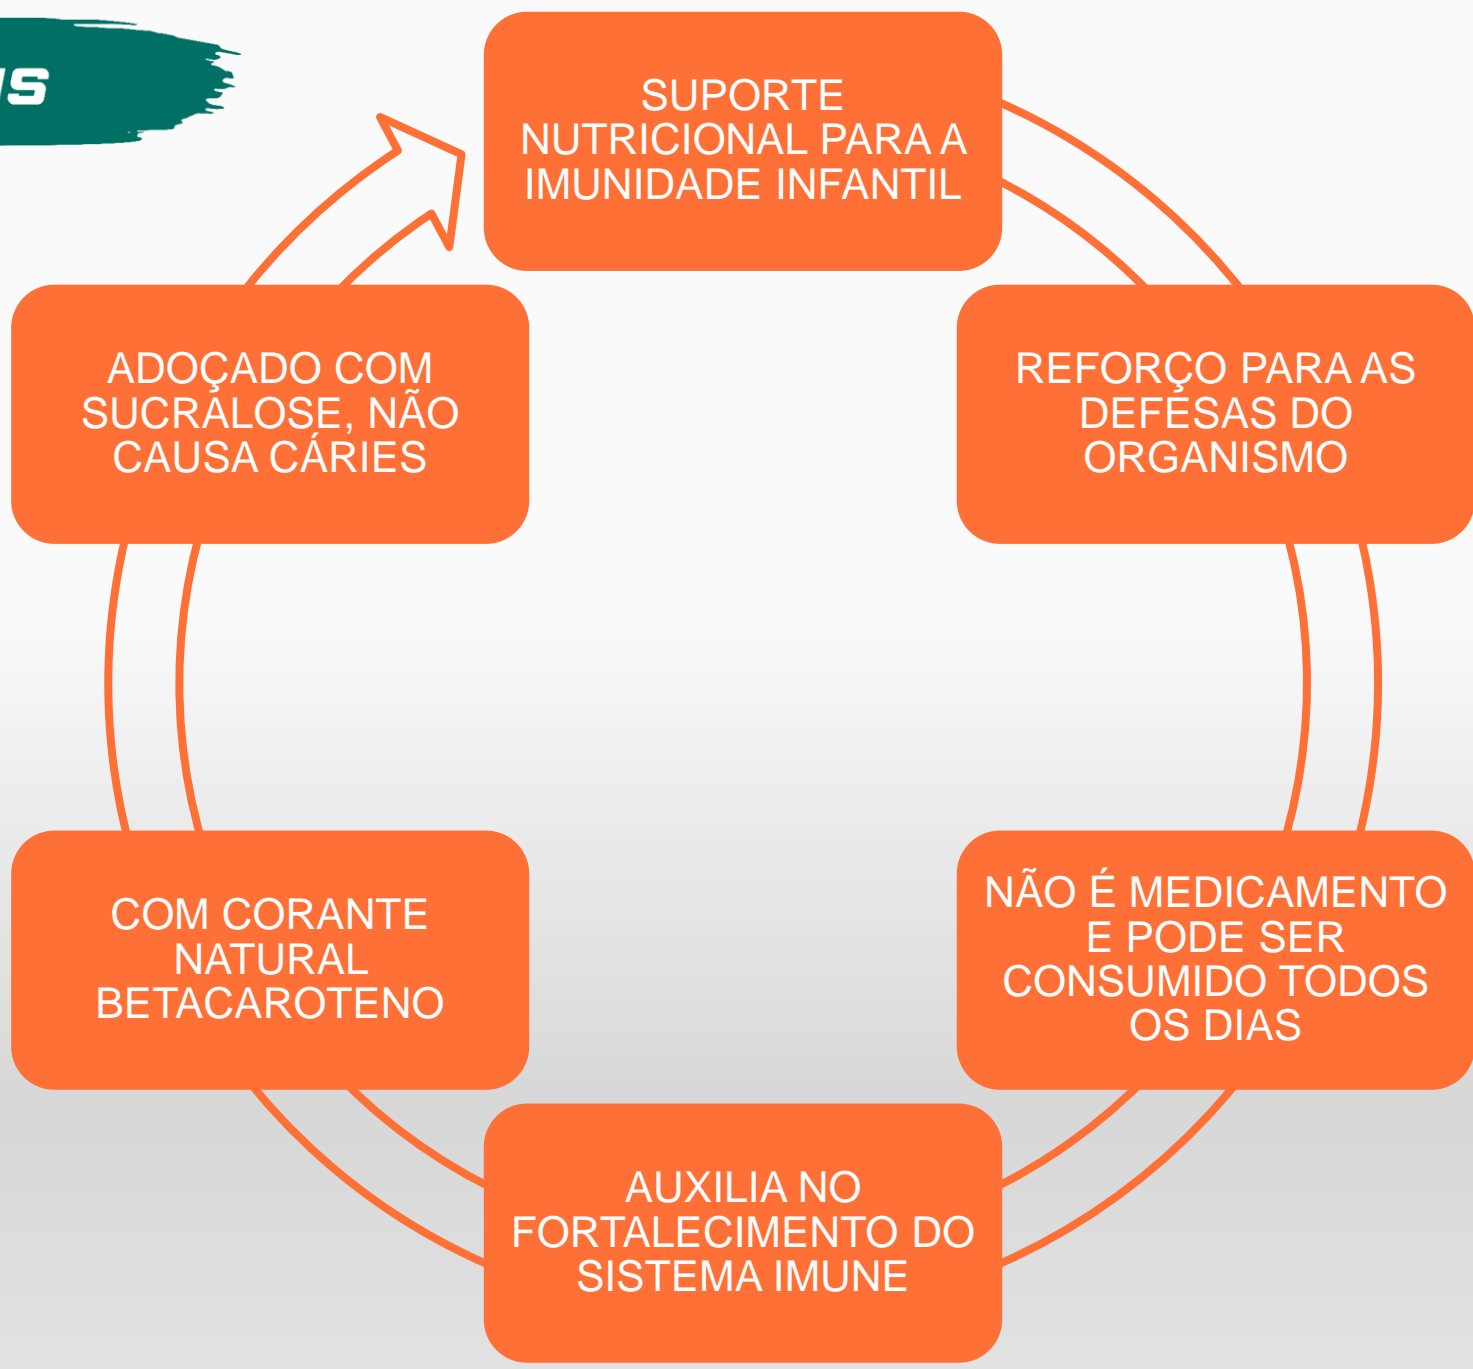 SUPORTE
NUTRICIONAL PARA A
IMUNIDADE INFANTIL
REFORÇO PARA AS
DEFESAS DO
ORGANISMO
NÃO É MEDICAMENTO
E PODE SER
CONSUMIDO TODOS
OS DIAS
AUXILIA NO
FORTALECIMENTO DO
SISTEMA IMUNE
COM CORANTE
NATURAL
BETACAROTENO
ADOÇADO COM
SUCRALOSE, NÃO
CAUSA CÁRIES